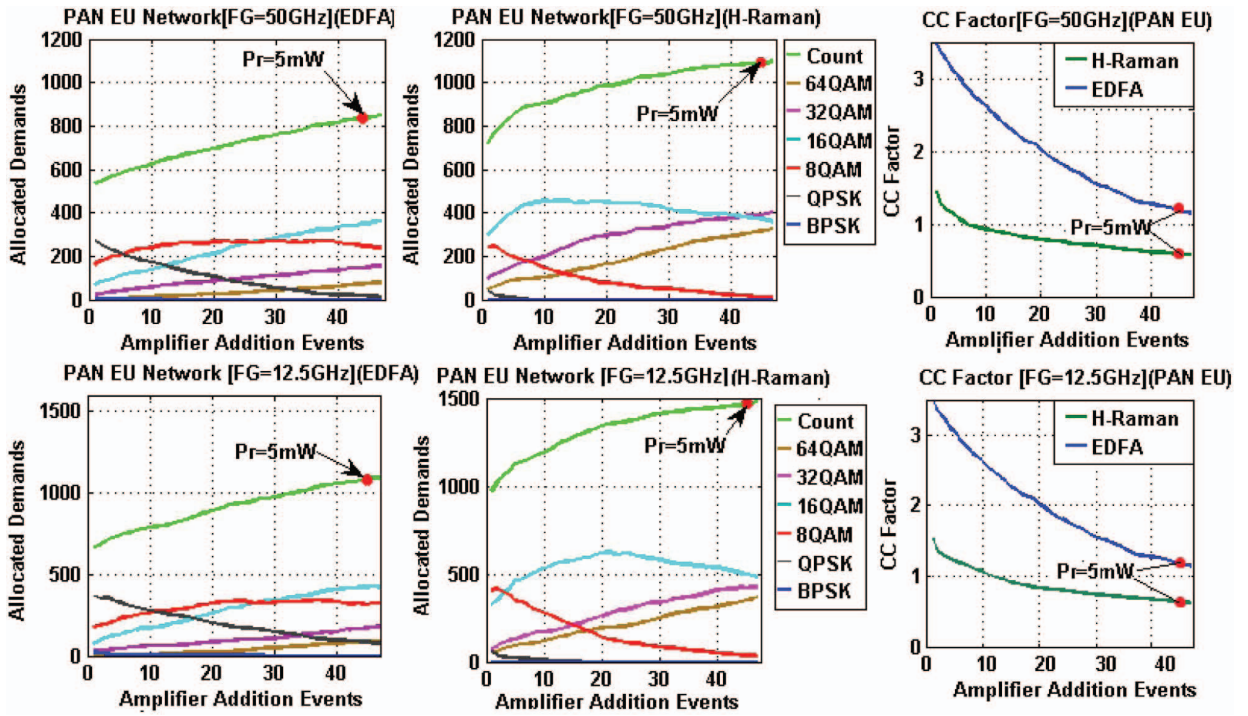 PAN EU Network[FG=50GHz](EDFA)
PAN EU Network[FG=50GHz](H-Raman)
CC Factor[FG=50GHz](PAN EU)
Allocated Demands
1200
1000
800
600
400
200
0
Pr=5mW
0 10 20 30 40
Amplifier Addition Events
Allocated Demands
1200
1000
800
600
400
200
0
Pr=5mW
0 10 20 30 40
Amplifier Addition Events
Count
64QAM
32QAM
16QAM
8QAM
QPSK
BPSK
CC Factor
3
2
1
0
H-Raman
EDFA
Pr=5mW
0 10 20 30 40
Amplifier Addition Events
PAN EU Network [FG=12.5GHz](EDFA)
PAN EU Network [FG=12.5GHz](H-Raman)
CC Factor [FG=12.5GHz](PAN EU)
Allocated Demands
1500
1000
500
0
Pr=5mW
0 10 20 30 40
Amplifier Addition Events
Allocated Demands
1500
1000
500
0
Pr=5mW
0 10 20 30 40
Amplifier Addition Events
Count
64QAM
32QAM
16QAM
8QAM
QPSK
BPSK
CC Factor
3
2
1
0
H-Raman
EDFA
Pr=5mW
0 10 20 30 40
Amplifier Addition Events